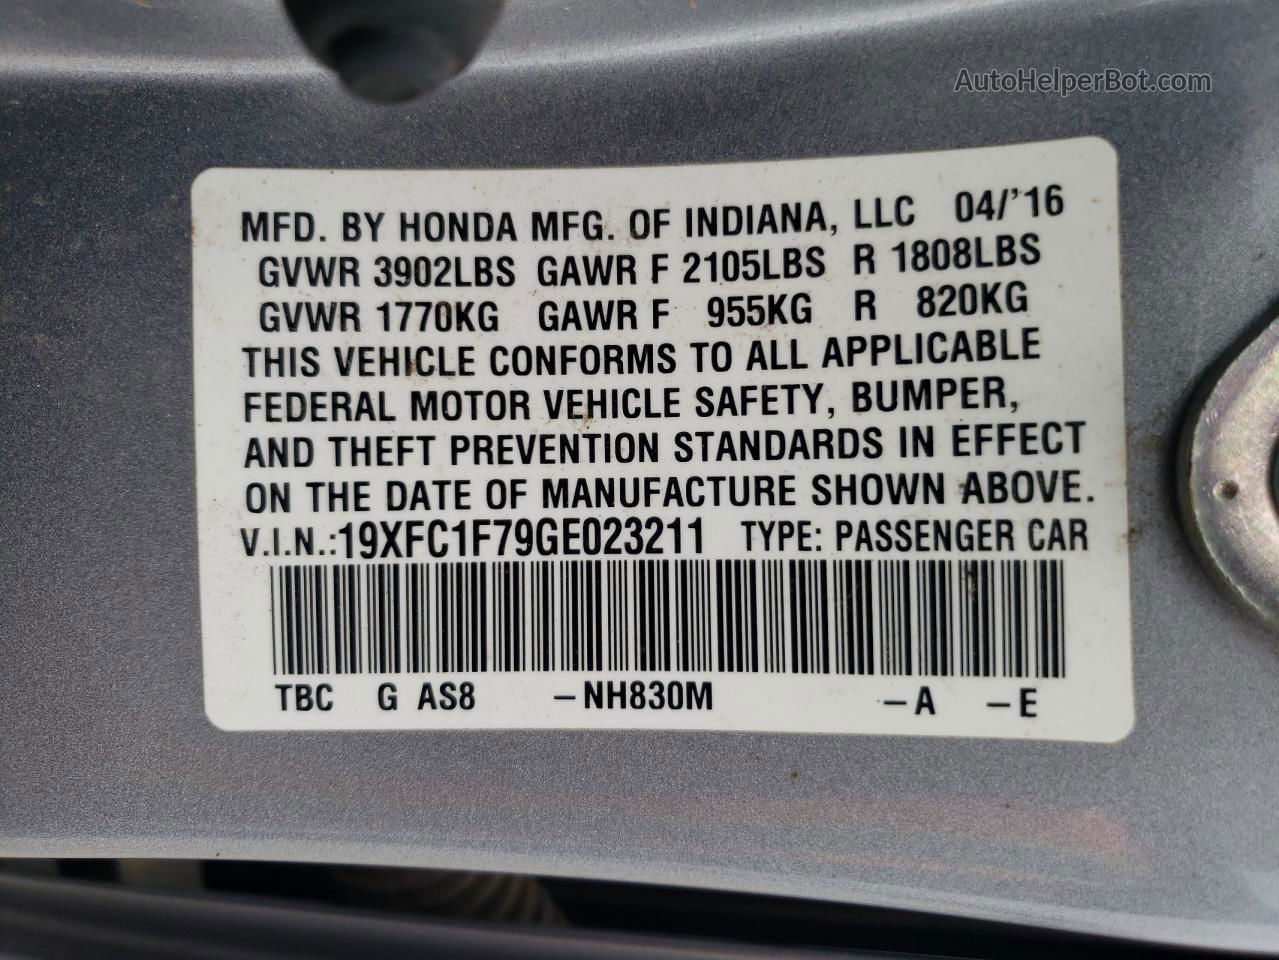 AutoHelperBot.com
MFD. BY HONDA MFG. OF INDIANA, LLC 04/'16
GVWR 3902LBS GAWR F 2105LBS R 1808LBS
GVWR 1770KG GAWR F 955KG R 820KG
THIS VEHICLE CONFORMS TO ALL APPLICABLE
FEDERAL MOTOR VEHICLE SAFETY, BUMPER,
AND THEFT PREVENTION STANDARDS IN EFFECT
ON THE DATE OF MANUFACTURE SHOWN ABOVE.
V.I.N.:19XFC1F79GE023211 TYPE: PASSENGER CAR
TBC G AS8 –NH830M –A –E